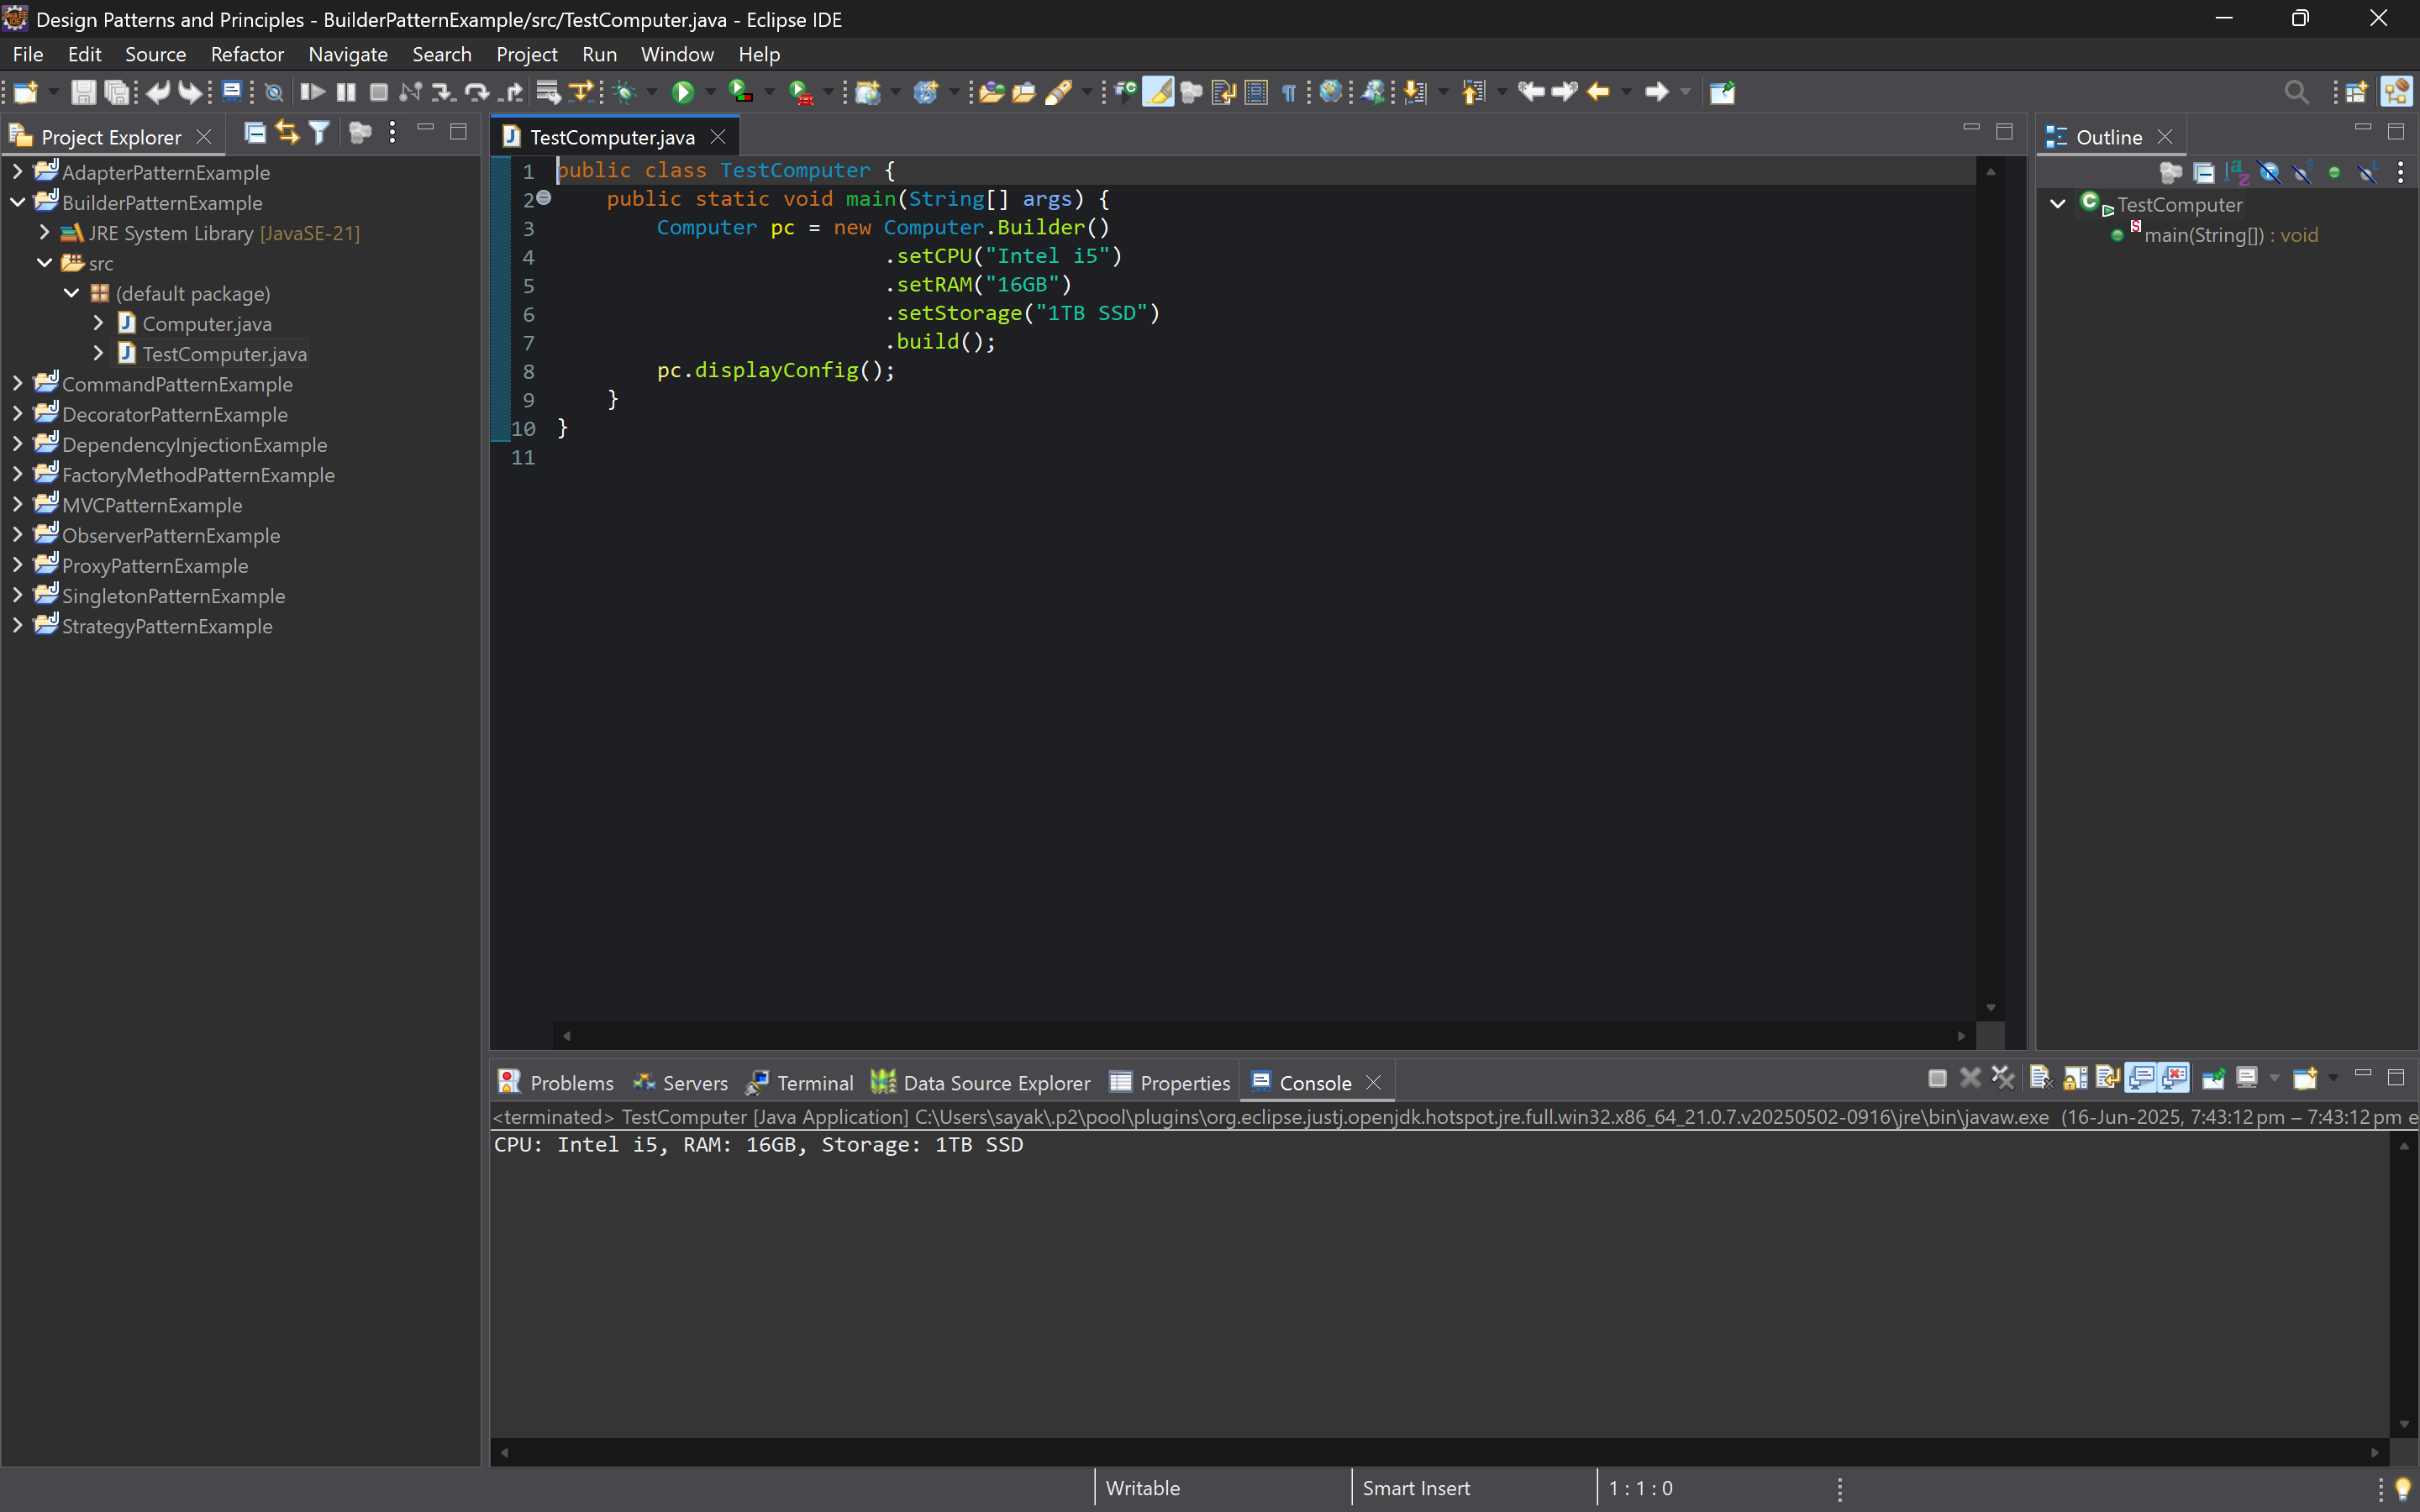 Design Patterns and Principles - BuilderPatternExample/src/TestComputer.java - Eclipse IDE
File Edit Source Refactor Navigate Search Project Run Window Help
Project Explorer
AdapterPatternExample
BuilderPatternExample
JRE System Library [JavaSE-21]
src
(default package)
Computer.java
TestComputer.java
CommandPatternExample
DecoratorPatternExample
DependencyInjectionExample
FactoryMethodPatternExample
MVCPatternExample
ObserverPatternExample
ProxyPatternExample
SingletonPatternExample
StrategyPatternExample
TestComputer.java
1 public class TestComputer {
2 public static void main(String[] args) {
3 Computer pc = new Computer.Builder()
4 .setCPU("Intel i5")
5 .setRAM("16GB")
6 .setStorage("1TB SSD")
7 .build();
8 pc.displayConfig();
9 }
10 }
11
Outline
TestComputer
main(String[]) : void
Problems Servers Terminal Data Source Explorer Properties Console
<terminated> TestComputer [Java Application] C:\Users\sayak\.p2\pool\plugins\org.eclipse.justj.openjdk.hotspot.jre.full.win32.x86_64_21.0.7.v20250502-0916\jre\bin\javaw.exe (16-Jun-2025, 7:43:12 pm – 7:43:12 pm e
CPU: Intel i5, RAM: 16GB, Storage: 1TB SSD
Writable Smart Insert 1 : 1 : 0